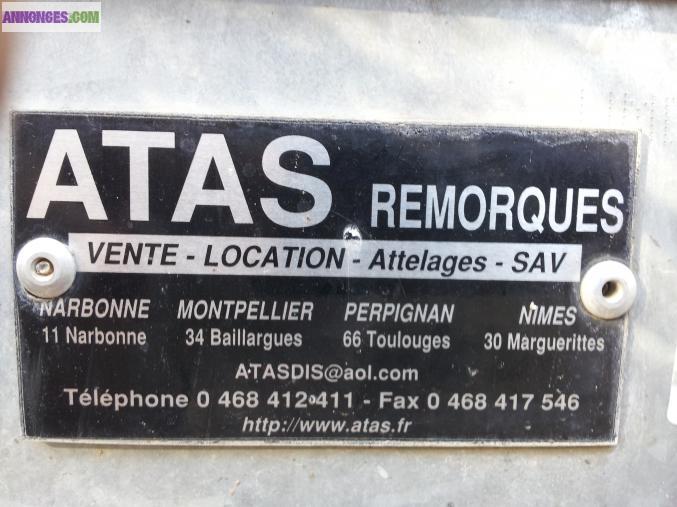 ANNONCES.COM
ATAS REMORQUES
VENTE - LOCATION - Attelages - SAV
NARBONNE MONTPELLIER PERPIGNAN NIMES
11 Narbonne 34 Baillargues 66 Toulouges 30 Marguerittes
ATASDIS@aol.com
Téléphone 0 468 412 411 - Fax 0 468 417 546
http://www.atas.fr